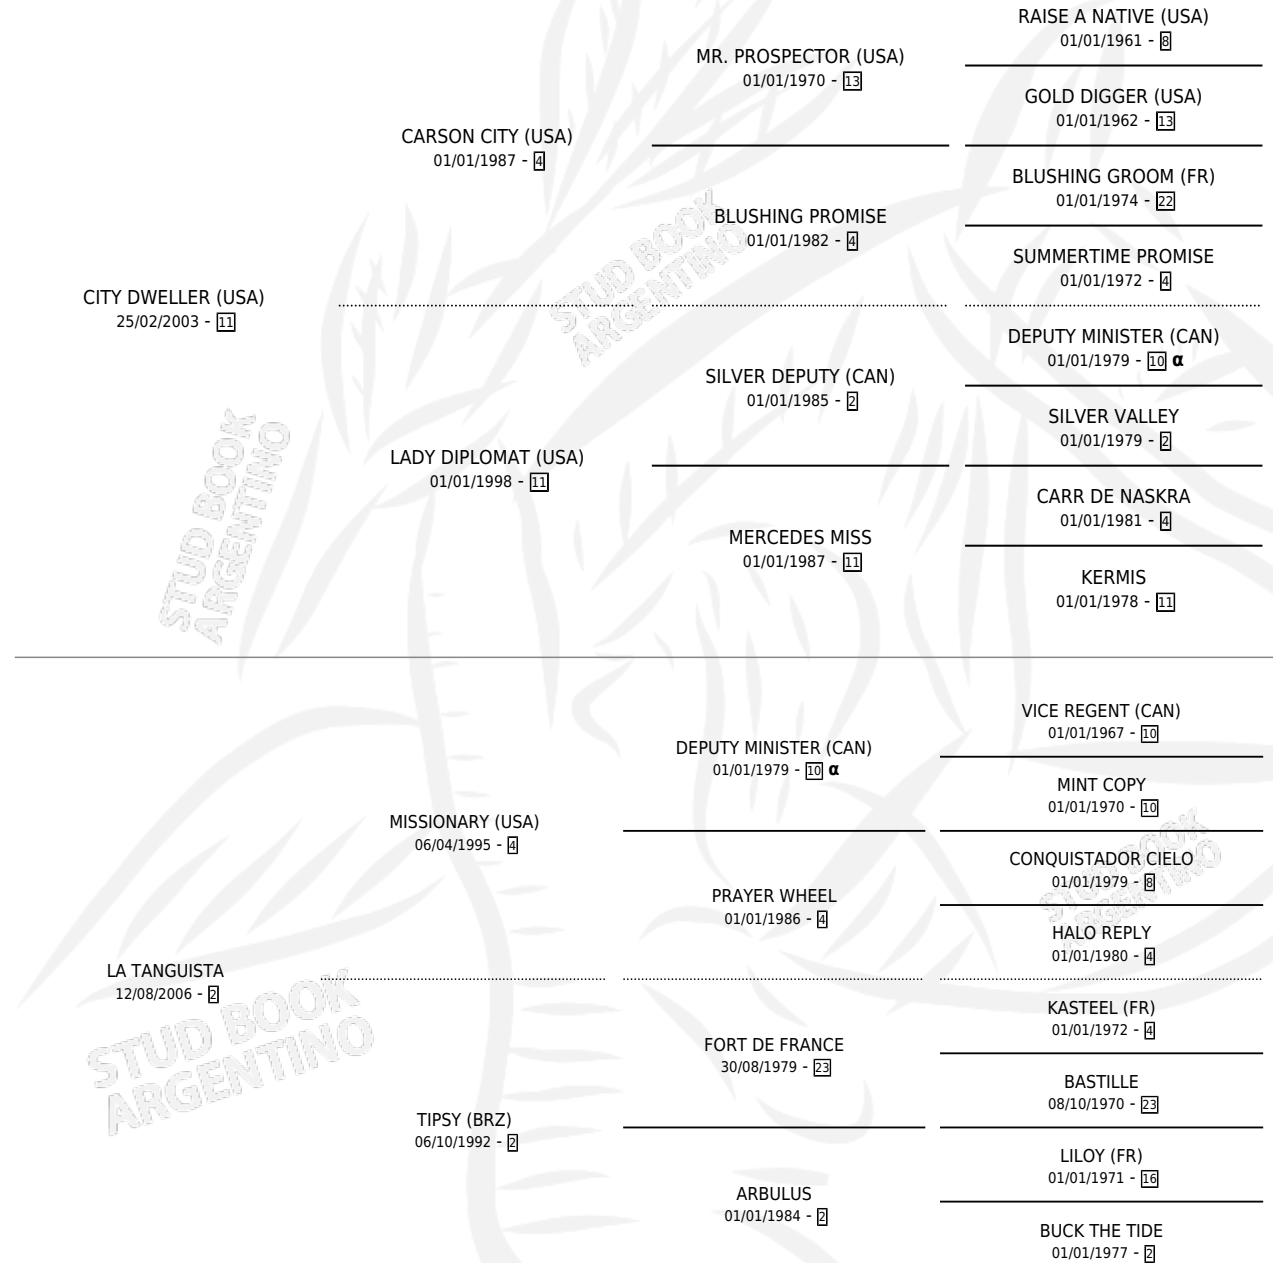 RAISE A NATIVE (USA)
01/01/1961 - 8
MR. PROSPECTOR (USA)
01/01/1970 - 13
GOLD DIGGER (USA)
01/01/1962 - 13
CARSON CITY (USA)
01/01/1987 - 4
BLUSHING GROOM (FR)
01/01/1974 - 22
BLUSHING PROMISE
01/01/1982 - 4
SUMMERTIME PROMISE
01/01/1972 - 4
CITY DWELLER (USA)
25/02/2003 - 11
DEPUTY MINISTER (CAN)
01/01/1979 - 10 α
SILVER DEPUTY (CAN)
01/01/1985 - 2
SILVER VALLEY
01/01/1979 - 2
LADY DIPLOMAT (USA)
01/01/1998 - 11
CARR DE NASKRA
01/01/1981 - 4
MERCEDES MISS
01/01/1987 - 11
KERMIS
01/01/1978 - 11
VICE REGENT (CAN)
01/01/1967 - 10
DEPUTY MINISTER (CAN)
01/01/1979 - 10 α
MINT COPY
01/01/1970 - 10
MISSIONARY (USA)
06/04/1995 - 4
CONQUISTADOR CIELO
01/01/1979 - 8
PRAYER WHEEL
01/01/1986 - 4
HALO REPLY
01/01/1980 - 4
LA TANGUISTA
12/08/2006 - 2
KASTEEL (FR)
01/01/1972 - 4
FORT DE FRANCE
30/08/1979 - 23
BASTILLE
08/10/1970 - 23
TIPSY (BRZ)
06/10/1992 - 2
LILOY (FR)
01/01/1971 - 16
ARBULUS
01/01/1984 - 2
BUCK THE TIDE
01/01/1977 - 2
STUD BOOK
ARGENTINO
STUD BOOK
ARGENTINO
STUD BOOK
ARGENTINO
STUD BOOK
ARGENTINO